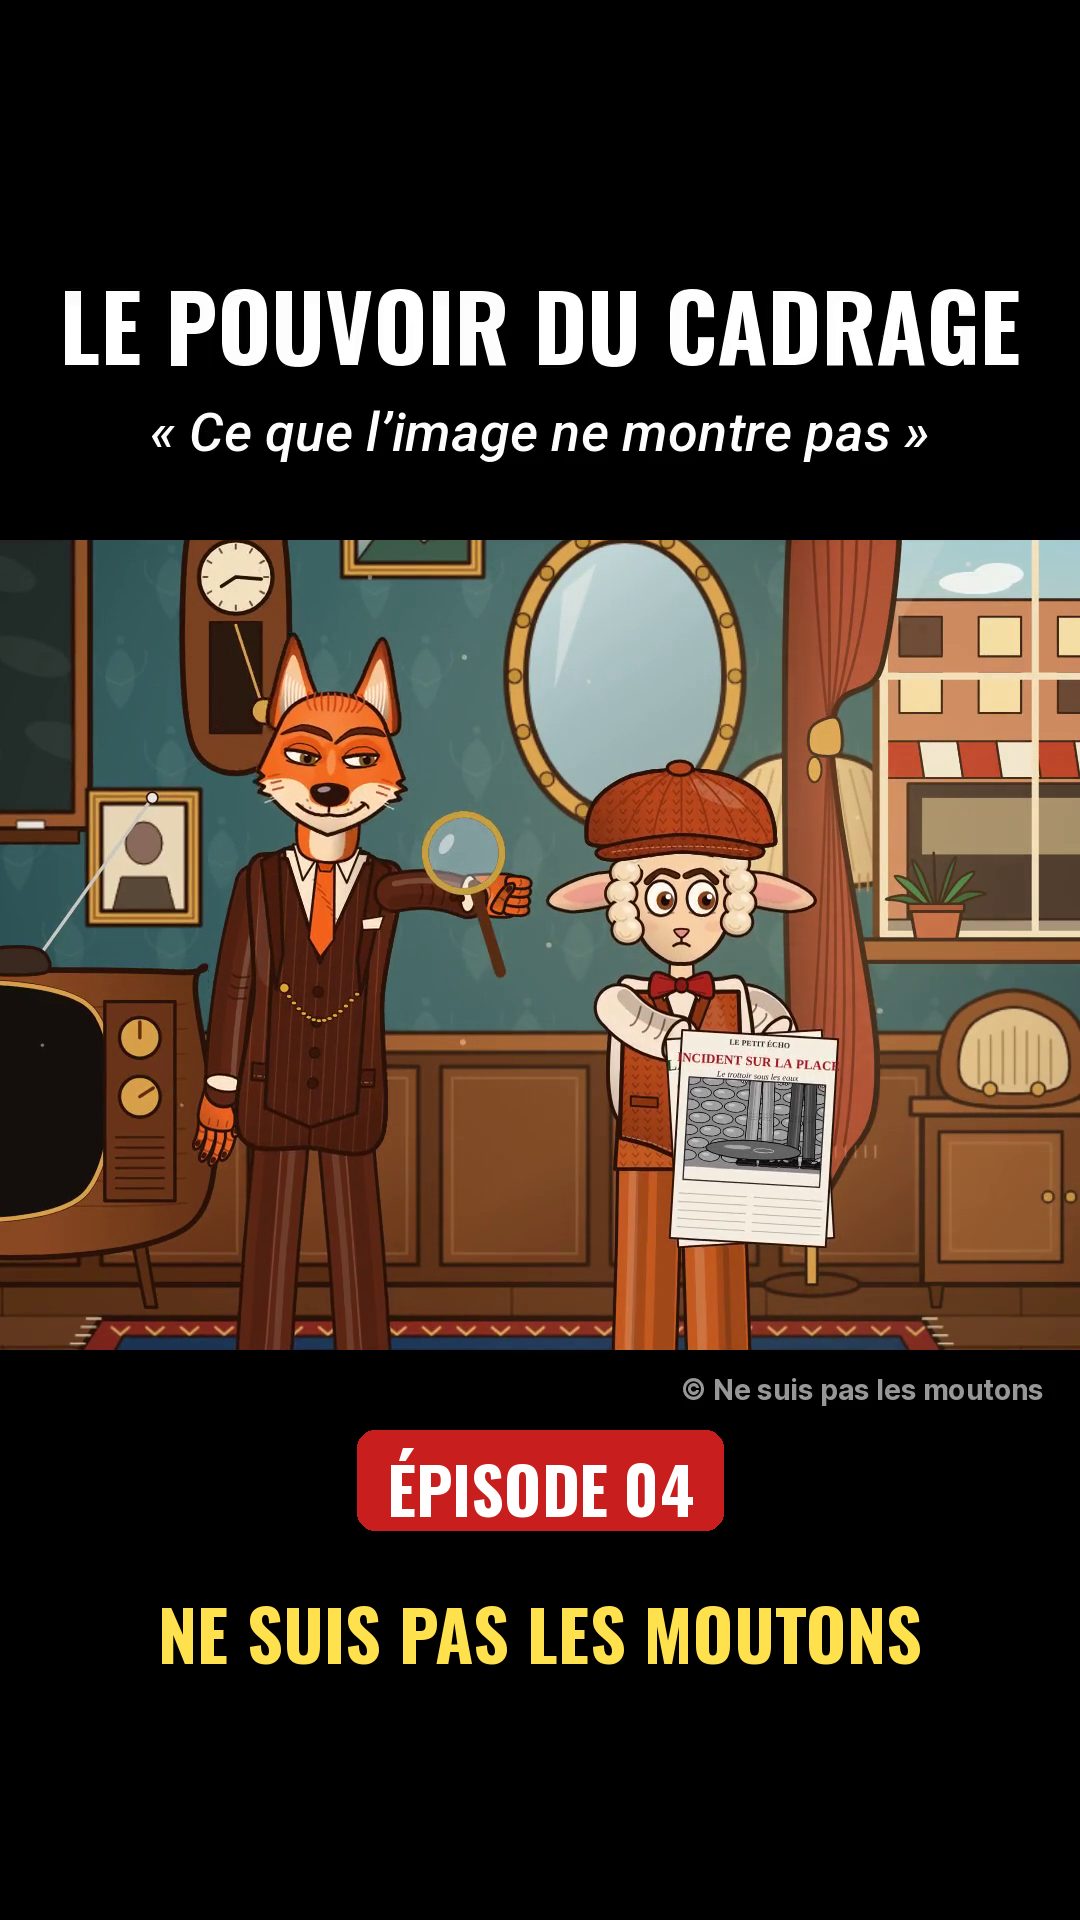 LE POUVOIR DU CADRAGE
« Ce que l’image ne montre pas »
LE PETIT ÉCHO
INCIDENT SUR LA PLACE
Le trottoir sous les eaux
© Ne suis pas les moutons
ÉPISODE 04
NE SUIS PAS LES MOUTONS